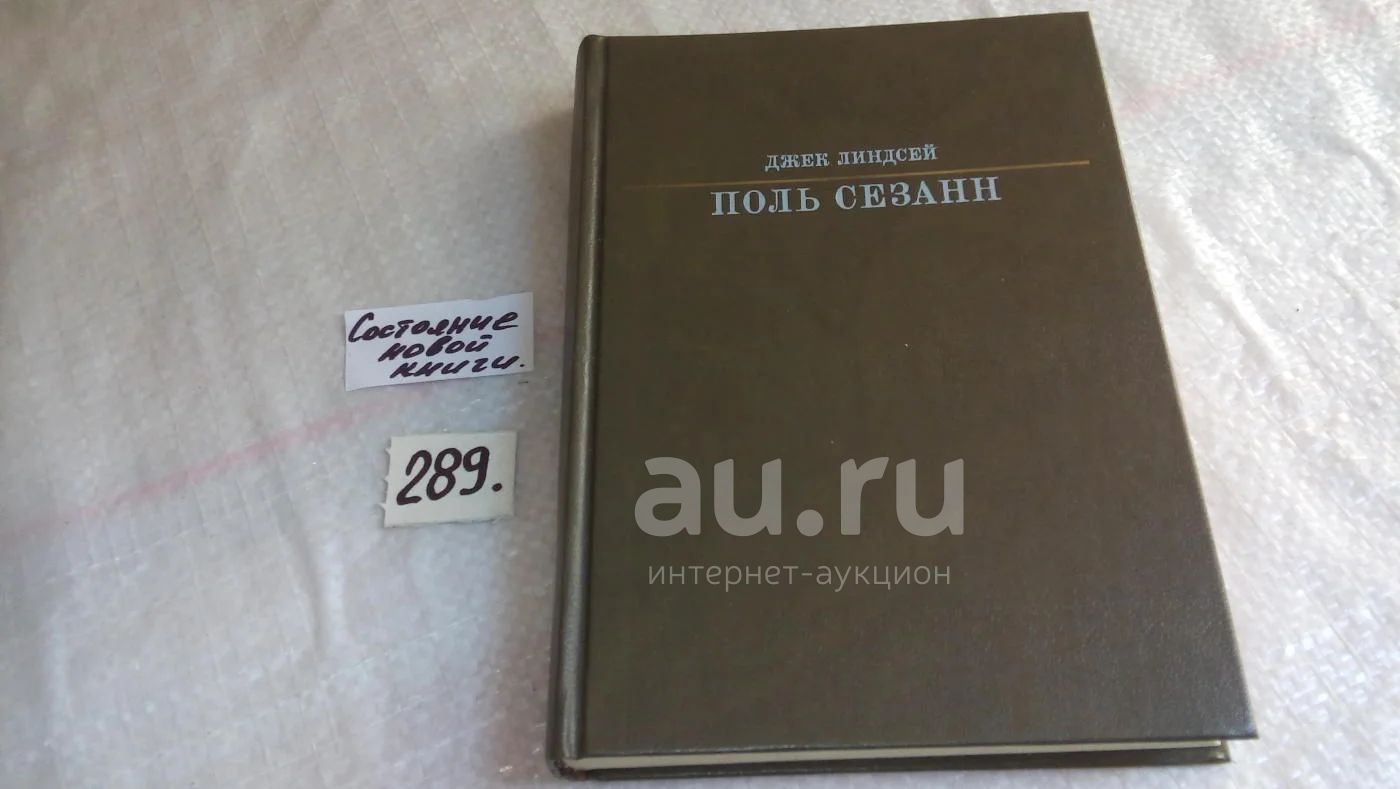 ДЖЕК ЛИНДСЕЙ
ПОЛЬ СЕЗАНН
Состояние
новой
книги.
289.
au.ru
интернет-аукцион